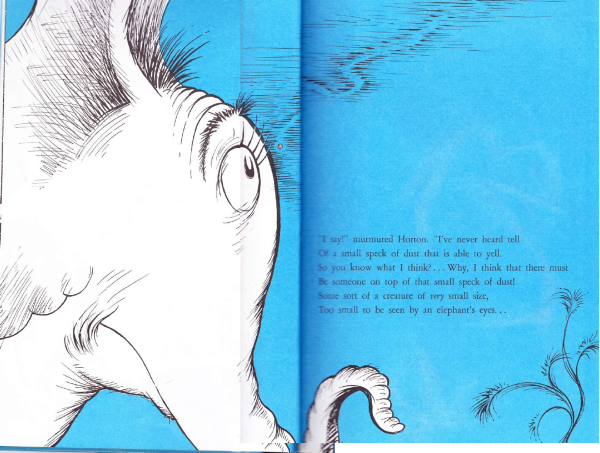 "I say!" murmured Horton. "I've never heard tell
Of a small speck of dust that is able to yell.
So you know what I think?... Why, I think that there must
Be someone on top of that small speck of dust!
Some sort of a creature of very small size,
Too small to be seen by an elephant's eyes...